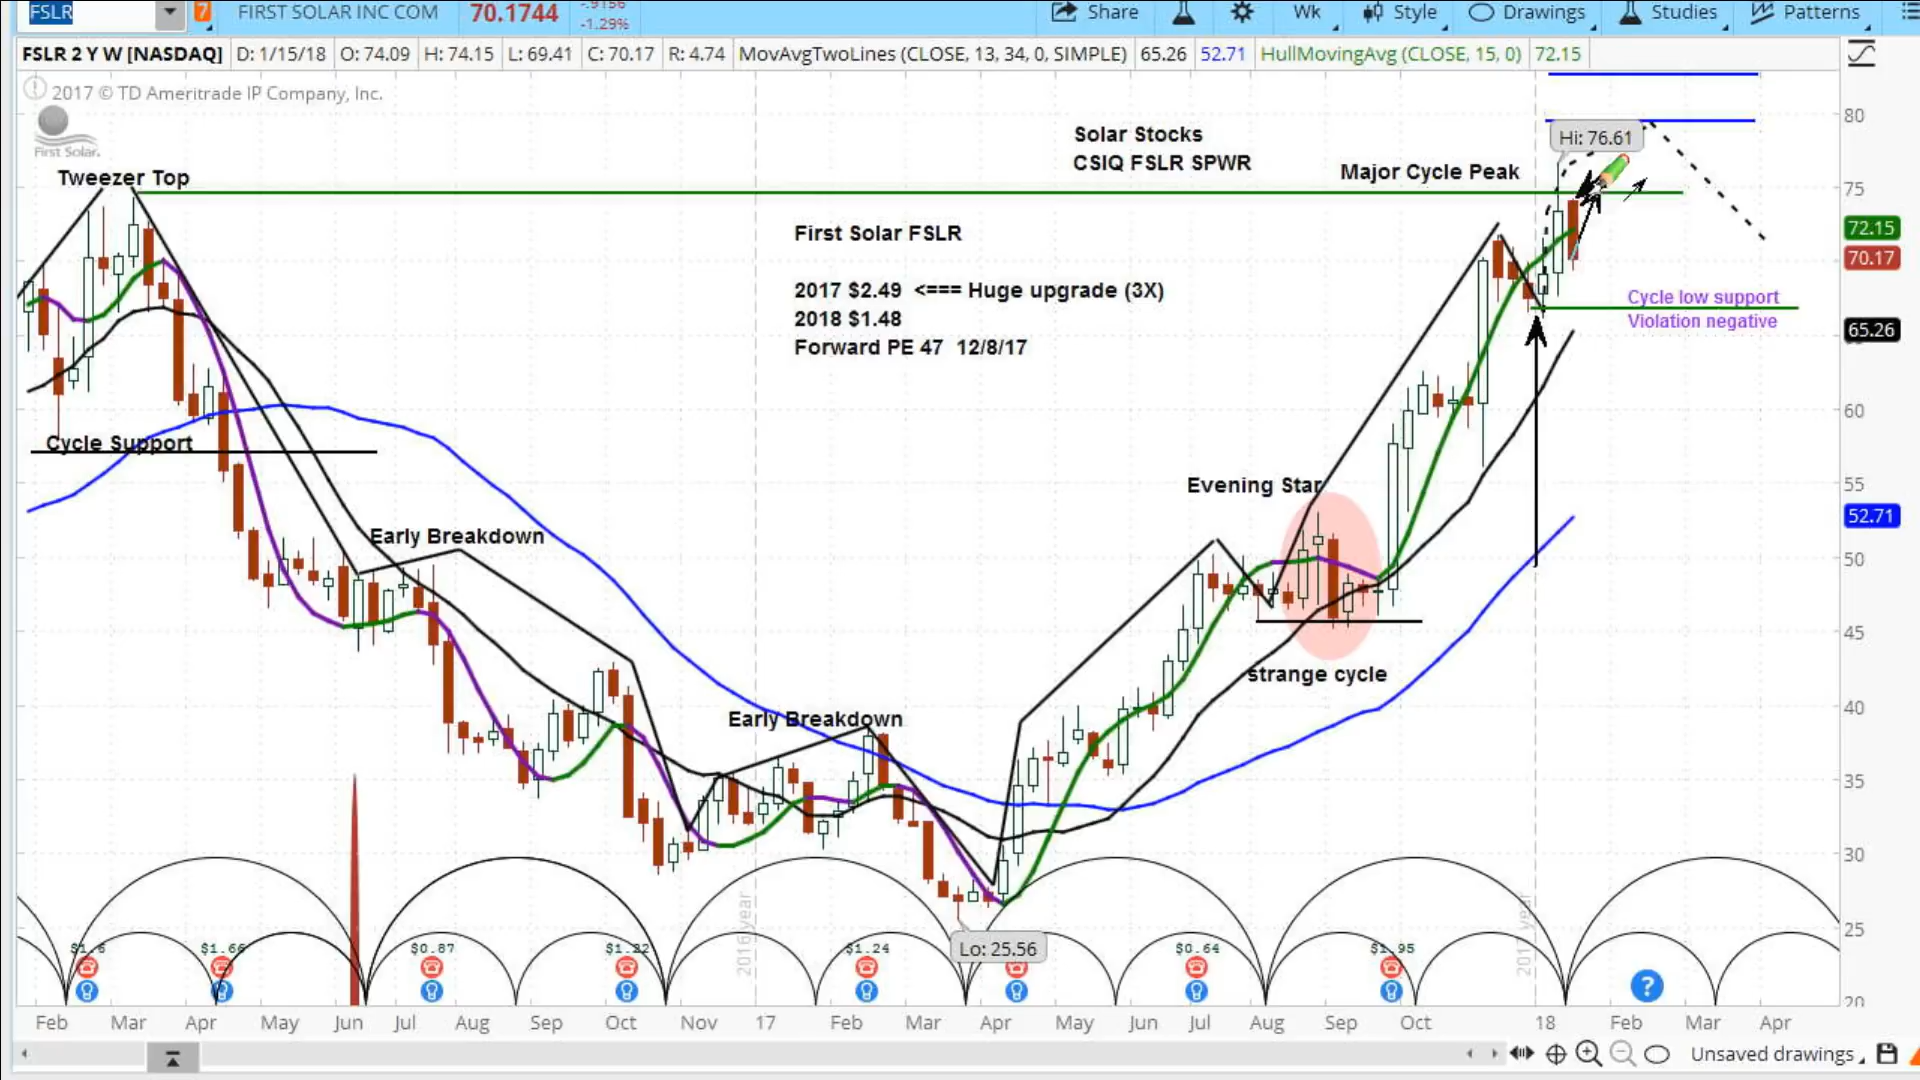 FSLR
7
FIRST SOLAR INC COM
70.1744
-.9156
-1.29%
Share
Wk
Style
Drawings
Studies
Patterns
FSLR 2 Y W [NASDAQ]
D: 1/15/18
O: 74.09
H: 74.15
L: 69.41
C: 70.17
R: 4.74
MovAvgTwoLines (CLOSE, 13, 34, 0, SIMPLE)
65.26
52.71
HullMovingAvg (CLOSE, 15, 0)
72.15
2017 © TD Ameritrade IP Company, Inc.
First Solar.
Tweezer Top
Solar Stocks
CSIQ FSLR SPWR
Major Cycle Peak
Hi: 76.61
First Solar FSLR
2017 $2.49 <=== Huge upgrade (3X)
2018 $1.48
Forward PE 47 12/8/17
Cycle low support
Violation negative
Cycle Support
Early Breakdown
Evening Star
strange cycle
Early Breakdown
Lo: 25.56
2016 year
2017 year
80
75
72.15
70.17
65.26
60
55
52.71
50
45
40
35
30
25
20
$1.66
$0.87
$1.22
$1.24
$0.64
$1.95
?
Feb
Mar
Apr
May
Jun
Jul
Aug
Sep
Oct
Nov
17
Feb
Mar
Apr
May
Jun
Jul
Aug
Sep
Oct
18
Feb
Mar
Apr
Unsaved drawings